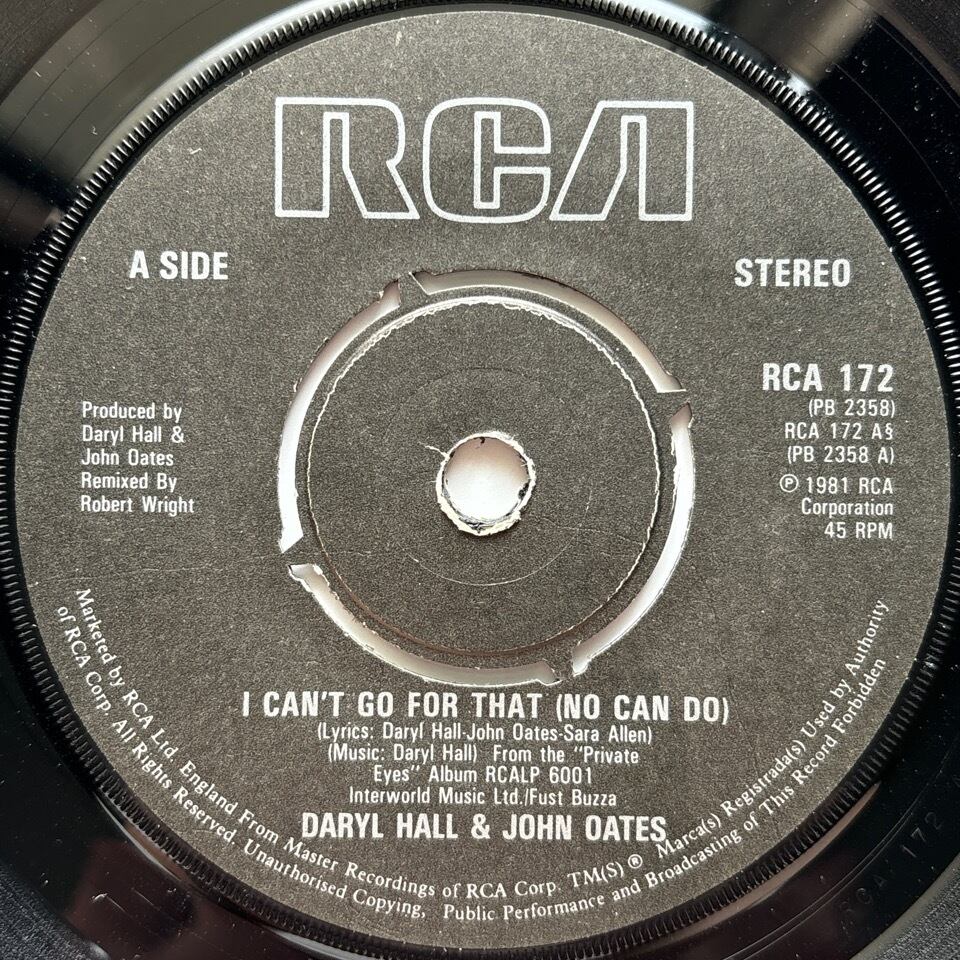 RCA
A SIDE
STEREO
RCA 172
(PB 2358)
RCA 172 A§
(PB 2358 A)
℗ 1981 RCA
Corporation
45 RPM
Produced by
Daryl Hall &
John Oates
Remixed By
Robert Wright
I CAN'T GO FOR THAT (NO CAN DO)
(Lyrics: Daryl Hall-John Oates-Sara Allen)
(Music: Daryl Hall) From the "Private
Eyes" Album RCALP 6001
Interworld Music Ltd./Fust Buzza
DARYL HALL & JOHN OATES
Marketed by RCA Ltd. England From Master Recordings of RCA Corp. TM(S) ® Marca(s) Registrada(s) Used by Authority
of RCA Corp. All Rights Reserved. Unauthorised Copying, Public Performance and Broadcasting of This Record Forbidden
RCA 172